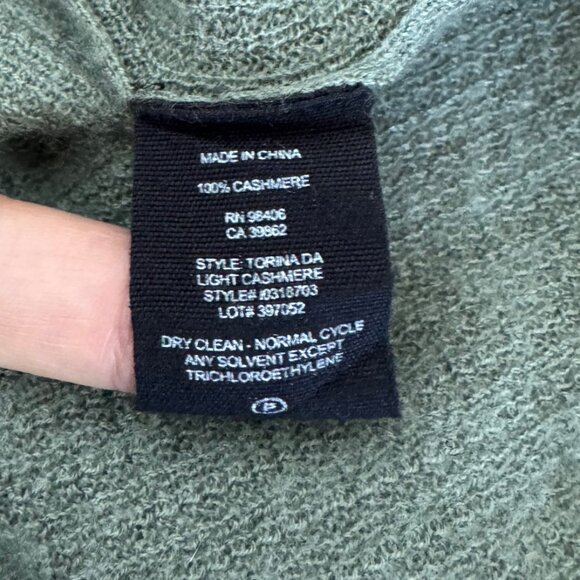 MADE IN CHINA
100% CASHMERE
RN 98406
CA 39862
STYLE: TORINA DA
LIGHT CASHMERE
STYLE# I0318703
LOT# 397052
DRY CLEAN - NORMAL CYCLE
ANY SOLVENT EXCEPT
TRICHLOROETHYLENE
P